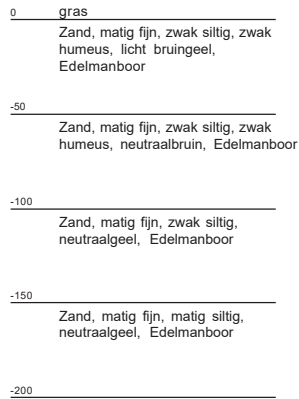 0 gras
Zand, matig fijn, zwak siltig, zwak
humeus, licht bruingeel,
Edelmanboor
-50
Zand, matig fijn, zwak siltig, zwak
humeus, neutraalbruin, Edelmanboor
-100
Zand, matig fijn, zwak siltig,
neutraalgeel, Edelmanboor
-150
Zand, matig fijn, matig siltig,
neutraalgeel, Edelmanboor
-200